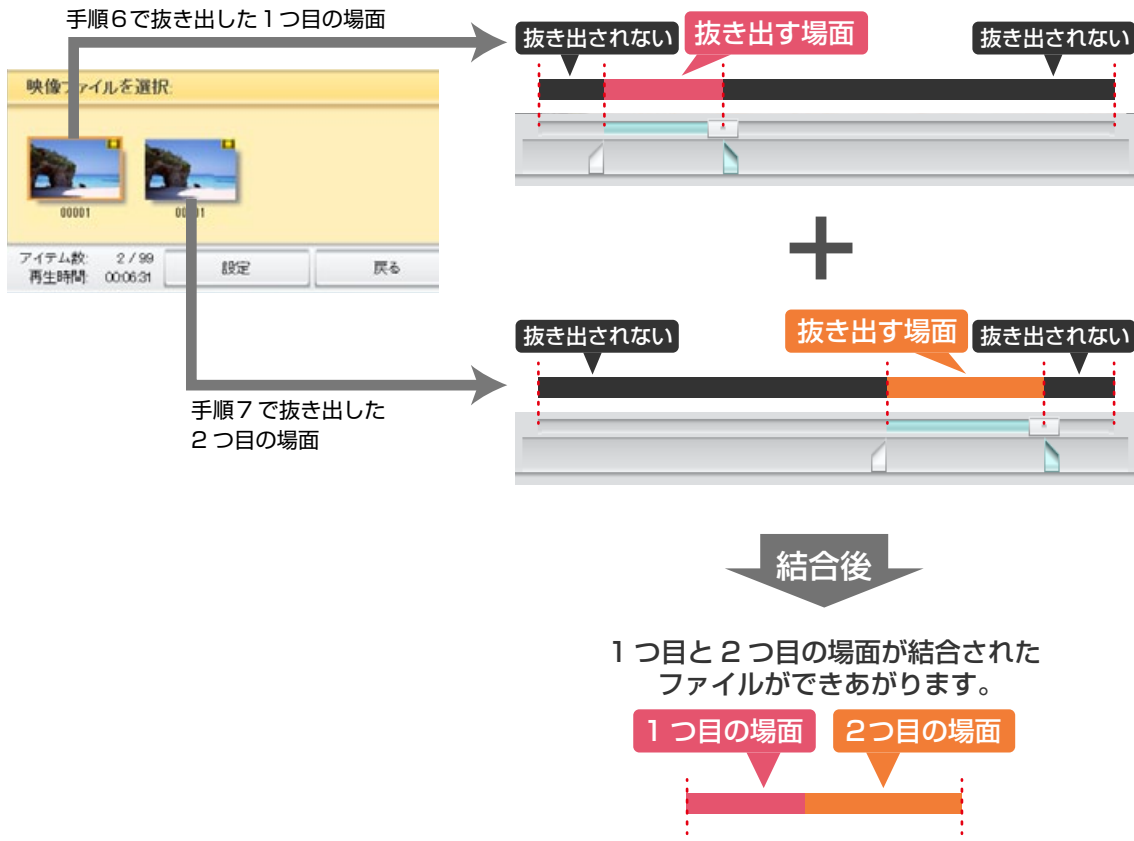 手順6で抜き出した1つ目の場面
抜き出されない
抜き出す場面
抜き出されない
映像ファイルを選択:
00001
00001
アイテム数: 2 / 99
再生時間: 00:06:31
設定
戻る
抜き出されない
抜き出す場面
抜き出されない
手順7で抜き出した
2つ目の場面
結合後
1つ目と2つ目の場面が結合された
ファイルができあがります。
1つ目の場面
2つ目の場面